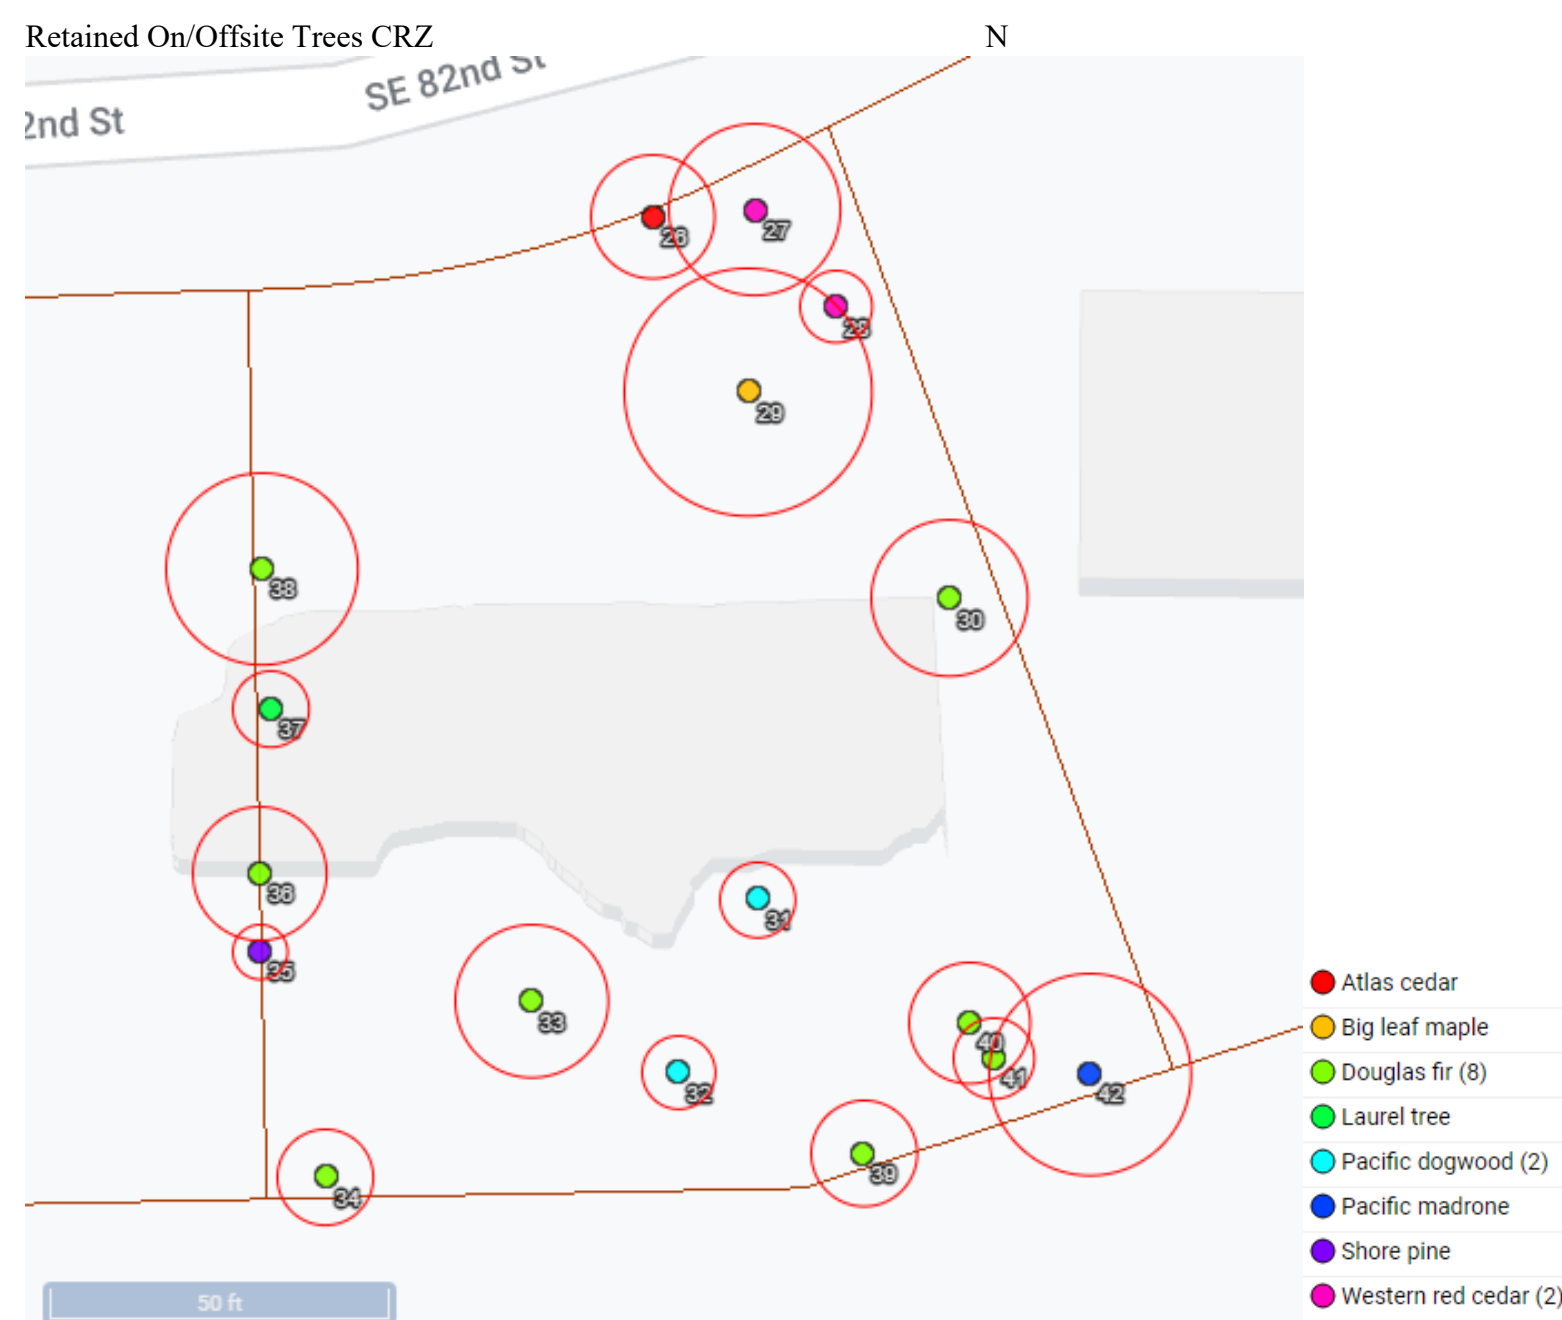 Retained On/Offsite Trees CRZ N
SE 82nd St
2nd St
26
27
28
29
38
30
37
36
31
35
33
40
41
32
42
39
34
Atlas cedar
Big leaf maple
Douglas fir (8)
Laurel tree
Pacific dogwood (2)
Pacific madrone
Shore pine
Western red cedar (2)
50 ft